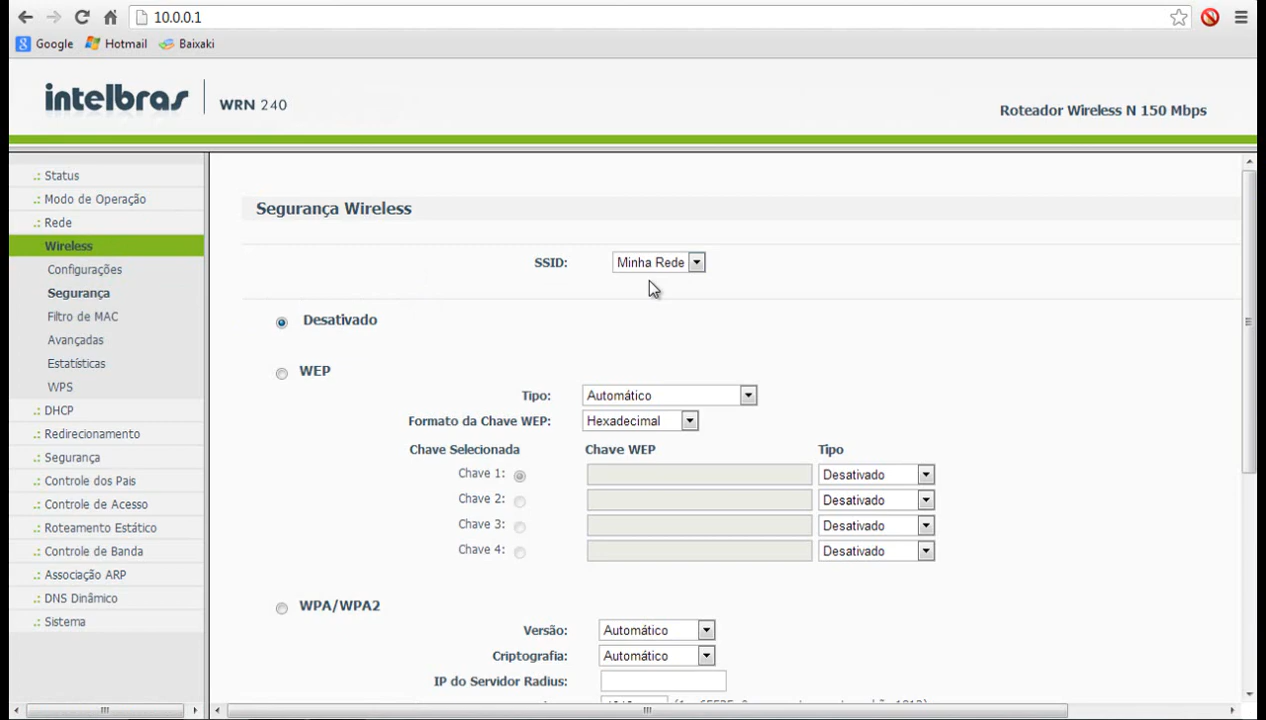 10.0.0.1
Google Hotmail Baixaki
intelbras WRN 240
Roteador Wireless N 150 Mbps
.: Status
.: Modo de Operação
.: Rede
Wireless
Configurações
Segurança
Filtro de MAC
Avançadas
Estatísticas
WPS
.: DHCP
.: Redirecionamento
.: Segurança
.: Controle dos Pais
.: Controle de Acesso
.: Roteamento Estático
.: Controle de Banda
.: Associação ARP
.: DNS Dinâmico
.: Sistema
Segurança Wireless
SSID: Minha Rede
Desativado
WEP
Tipo: Automático
Formato da Chave WEP: Hexadecimal
Chave Selecionada Chave WEP Tipo
Chave 1: Desativado
Chave 2: Desativado
Chave 3: Desativado
Chave 4: Desativado
WPA/WPA2
Versão: Automático
Criptografia: Automático
IP do Servidor Radius: